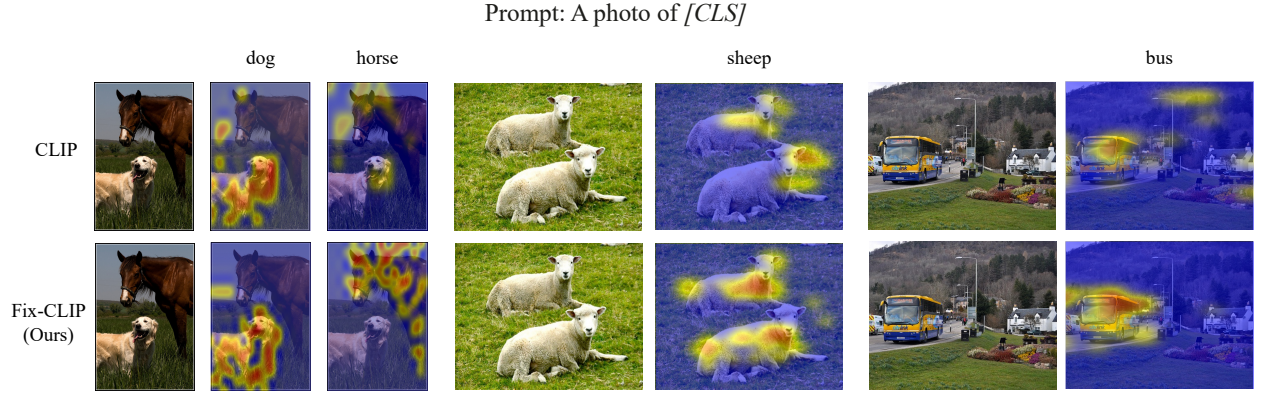 Prompt: A photo of [CLS]
dog
horse
sheep
bus
CLIP
Fix-CLIP
(Ours)